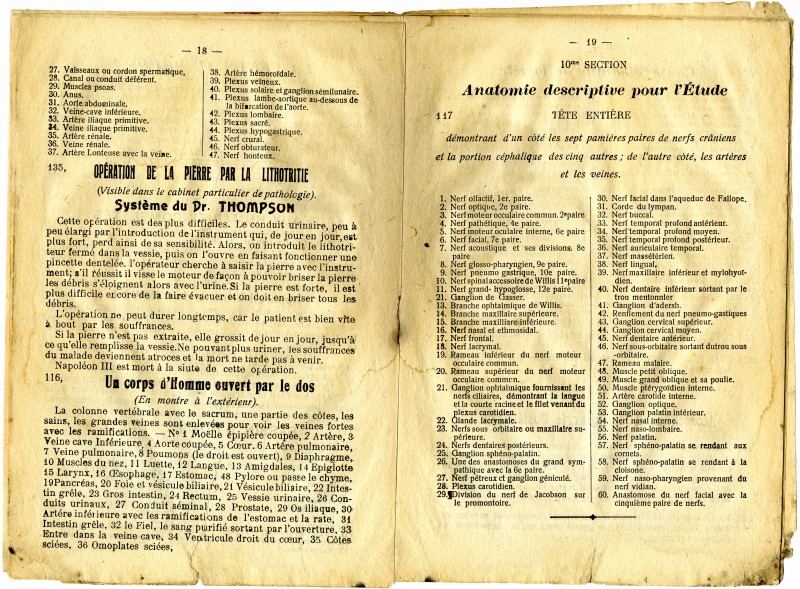 — 18 —
27. Vaisseaux ou cordon spermatique,
28. Canal ou conduit déférent.
29. Muscles psoas.
30. Anus.
31. Aorte abdominale.
32. Veine-cave inférieure.
33. Artère iliaque primitive,
34. Veine iliaque primitive.
35. Artère rénale.
36. Veine rénale.
37. Artère Lonteuse avec la veine.
38. Artère hémoroïdale.
39. Plexus veineux.
40. Plexus solaire et ganglion sémilunaire.
41. Plexus lambe-aortique au-dessous de
la bifurcation de l'aorte.
42. Plexus lombaire.
43. Plexus sacré.
44. Plexus hypogastrique.
45. Nerf crural.
46. Nerf obturateur.
47. Nerf honteux.
135, OPÉRATION DE LA PIERRE PAR LA LITHOTRITIE
(Visible dans le cabinet particulier de pathologie).
Système du Dr. THOMPSON
Cette opération est des plus difficiles. Le conduit urinaire, peu à
peu élargi par l'introduction de l'instrument qui, de jour en jour, est
plus fort, perd ainsi de sa sensibilité. Alors, on introduit le lithotri-
teur fermé dans la vessie, puis on l'ouvre en faisant fonctionner une
pincette dentelée. l'opérateur cherche à saisir la pierre avec l'instru-
ment; s'il réussit il visse le moteur de façon à pouvoir briser la pierre
les débris s'éloignent alors avec l'urine. Si la pierre est forte, il est
plus difficile encore de la faire évacuer et on doit en briser tous les
débris.
L'opération ne peut durer longtemps, car le patient est bien vite
à bout par les souffrances.
Si la pierre n'est pas extraite, elle grossit de jour en jour, jusqu'à
ce qu'elle remplisse la vessie. Ne pouvant plus uriner, les souffrances
du malade deviennent atroces et la mort ne tarde pas à venir.
Napoléon III est mort à la siute de cette opération.
116, Un corps d'Homme ouvert par le dos
(En montre à l'extérienr).
La colonne vertébrale avec le sacrum, une partie des côtes, les
sains, les grandes veines sont enlevées pour voir les veines fortes
avec les ramifications. — N° 1 Moëlle épipière coupée, 2 Artère, 3
Veine cave Inférieure, 4 Aorte coupée, 5 Cœur. 6 Artére pulmonaire,
7 Veine pulmonaire, 8 Poumons (le droit est ouvert), 9 Diaphragme,
10 Muscles du nez, 11 Luette, 12 Langue, 13 Amigdales, 14 Epiglotte
15 Larynx, 16 Œsophage, 17 Estomac, 48 Pylore ou passe le chyme,
19 Pancréas, 20 Foie et vésicule biliaire, 21 Vésicule biliaire, 22 Intes-
tin grêle, 23 Gros intestin, 24 Rectum, 25 Vessie urinaire, 26 Con-
duits urinaux, 27 Conduit séminal, 28 Prostate, 29 Os iliaque, 30
Artére inférieure avec les ramifications de l'estomac et la rate, 31
Intestin grêle, 32 le Fiel, le sang purifié sortant par l'ouverture, 33
Entre dans la veine cave, 34 Ventricule droit du cœur, 35 Côtes
sciées, 36 Omoplates sciées,
— 19 —
10me SECTION
Anatomie descriptive pour l'Étude
117 TÊTE ENTIÈRE
démontrant d'un côté les sept pamières paires de nerfs crâniens
et la portion céphalique des cinq autres; de l'autre côté, les artères
et les veines.
1. Nerf olfactif, 1er. paire.
2. Nerf optique, 2e paire.
3. Nerf moteur occulaire commun. 2e paire
4. Nerf pathétique, 4e paire.
5. Nerf moteur oculaire interne, 6e paire
6. Nerf facial, 7e paire.
7. Nerf acoustique et ses divisions. 8e
paire
8. Nerf glosso-pharyngien, 9e paire.
9. Nerf pneumo gastrique, 10e paire.
10. Nerf spinal accessoire de Willis 11e paire
11. Nerf grand- hypoglosse, 12e paire.
21. Ganglion de Gasser.
13. Branche ophtalmique de Willis.
14. Branche maxillaire supérieure.
15. Branche maxillaire inférieure.
16. Nerf nasal et ethmosidal.
17. Nerf frontal.
18. Nerf lacrymal.
19. Rameau inférieur du nerf moteur
occulaire commun.
20. Rameau supérieur du nerf moteur
occulaire commun.
21. Ganglion ophtalmique fournissant les
nerfs ciliaires, démontrant la langue
et la courte racine et le filet venant du
plexus carotidien.
22. Glande lacrymale.
23. Nerfs sous orbitaire ou maxillaire su-
périeure.
24. Nerfs dentaires postérieurs.
25. Ganglion sphéno-palatin.
26. Une des anastomoses du grand sym-
pathique avec la 6e paire.
27. Nerf pétreux et ganglion géniculé.
28. Plexus carotidien.
29. Division du nerf de Jacobson sur
le promontoire.
30. Nerf facial dans l'aqueduc de Fallope.
31. Corde du lympan.
32. Nerf buccal.
33. Nerf temporal profond antérieur.
34. Nerf temporal profond moyen.
35. Nerf temporal profond postérieur.
36. Nerf auriculaire temporal.
37. Nerf massétérien.
38. Nerf lingual,
39. Nerf maxillaire inférieur et mylohyof-
dien.
40. Nerf dentaire inférieur sortant par le
trou mentonnier
41. Ganglion d'adersh.
42. Renflement du nerf pneumo-gastiques
43. Ganglion cervical supérieur.
44. Ganglion cervical moyen.
45. Nerf dentaire antérieur.
46. Nerf sous-orbitaire sortant dutrou sous
-orbitaire.
47. Rameau malaire.
48. Muscle petit oblique.
49. Muscle grand oblique et sa poulie.
50. Muscle ptérygoïdien interne.
51. Artère carotide interne.
52. Ganglion optique.
53. Ganglion palatin inférieur.
54. Nerf nasal interne.
55. Nerf naso-lombaire.
56. Nerf palatin.
57. Nerf sphéno-palatin se rendant aux
cornets.
58. Nerf sphéno-palatin se rendant à la
cloisone.
59. Nerf naso-pharyngien provenant du
nerf vidian.
60. Anastomose du nerf facial avec la
cinquième paire de nerfs.